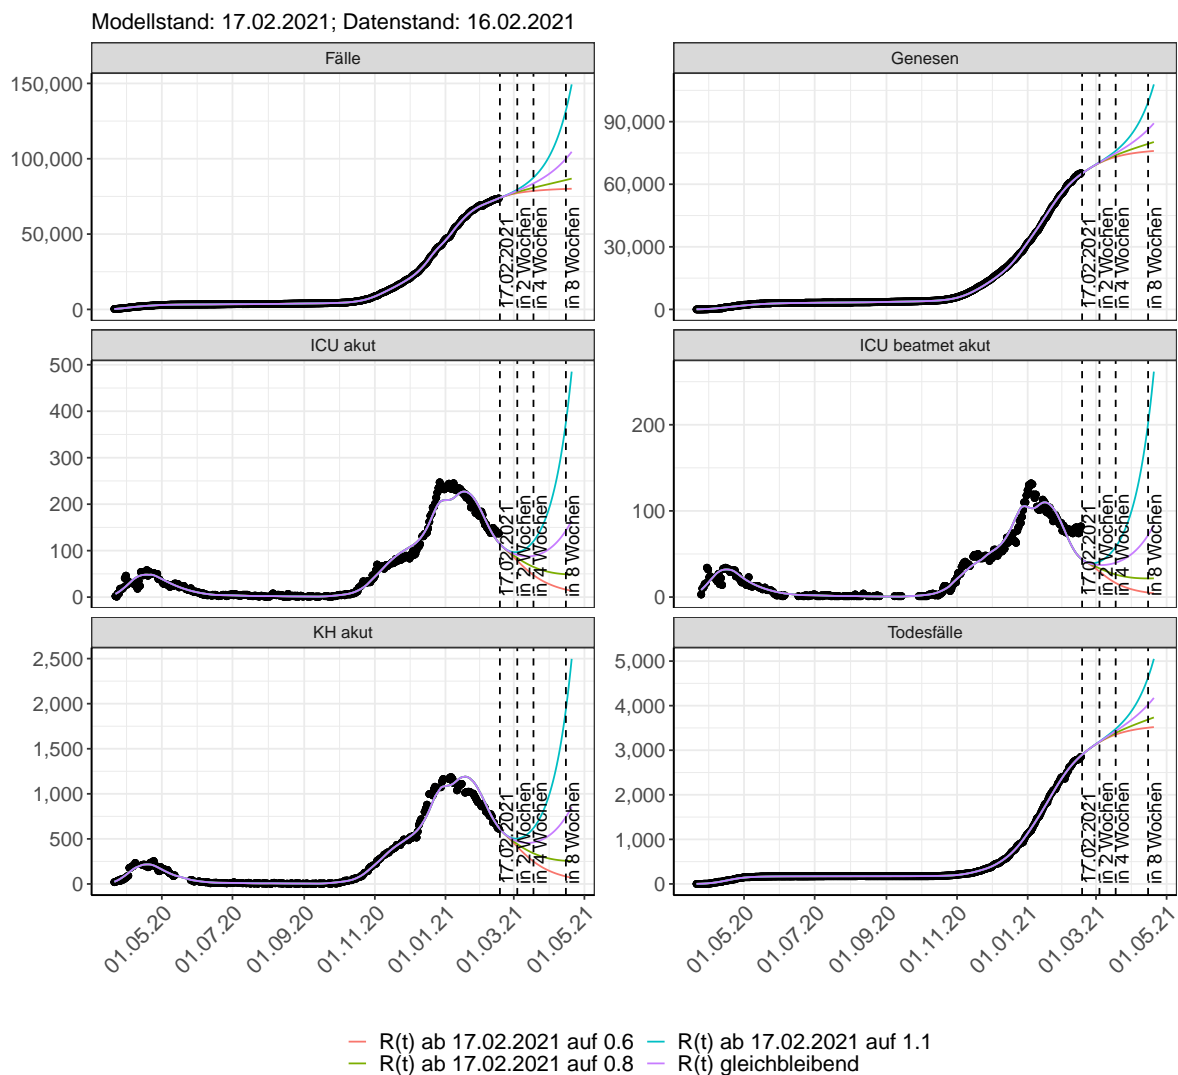 Modellstand: 17.02.2021; Datenstand: 16.02.2021
Fälle
Genesen
150,000
100,000
50,000
0
90,000
60,000
30,000
0
17.02.2021
in 2 Wochen
in 4 Wochen
in 8 Wochen
17.02.2021
in 2 Wochen
in 4 Wochen
in 8 Wochen
ICU akut
ICU beatmet akut
500
400
300
200
100
0
200
100
0
17.02.2021
in 2 Wochen
in 4 Wochen
in 8 Wochen
17.02.2021
in 2 Wochen
in 4 Wochen
in 8 Wochen
KH akut
Todesfälle
2,500
2,000
1,500
1,000
500
0
5,000
4,000
3,000
2,000
1,000
0
17.02.2021
in 2 Wochen
in 4 Wochen
in 8 Wochen
17.02.2021
in 2 Wochen
in 4 Wochen
in 8 Wochen
01.05.20
01.07.20
01.09.20
01.11.20
01.01.21
01.03.21
01.05.21
01.05.20
01.07.20
01.09.20
01.11.20
01.01.21
01.03.21
01.05.21
R(t) ab 17.02.2021 auf 0.6
R(t) ab 17.02.2021 auf 1.1
R(t) ab 17.02.2021 auf 0.8
R(t) gleichbleibend